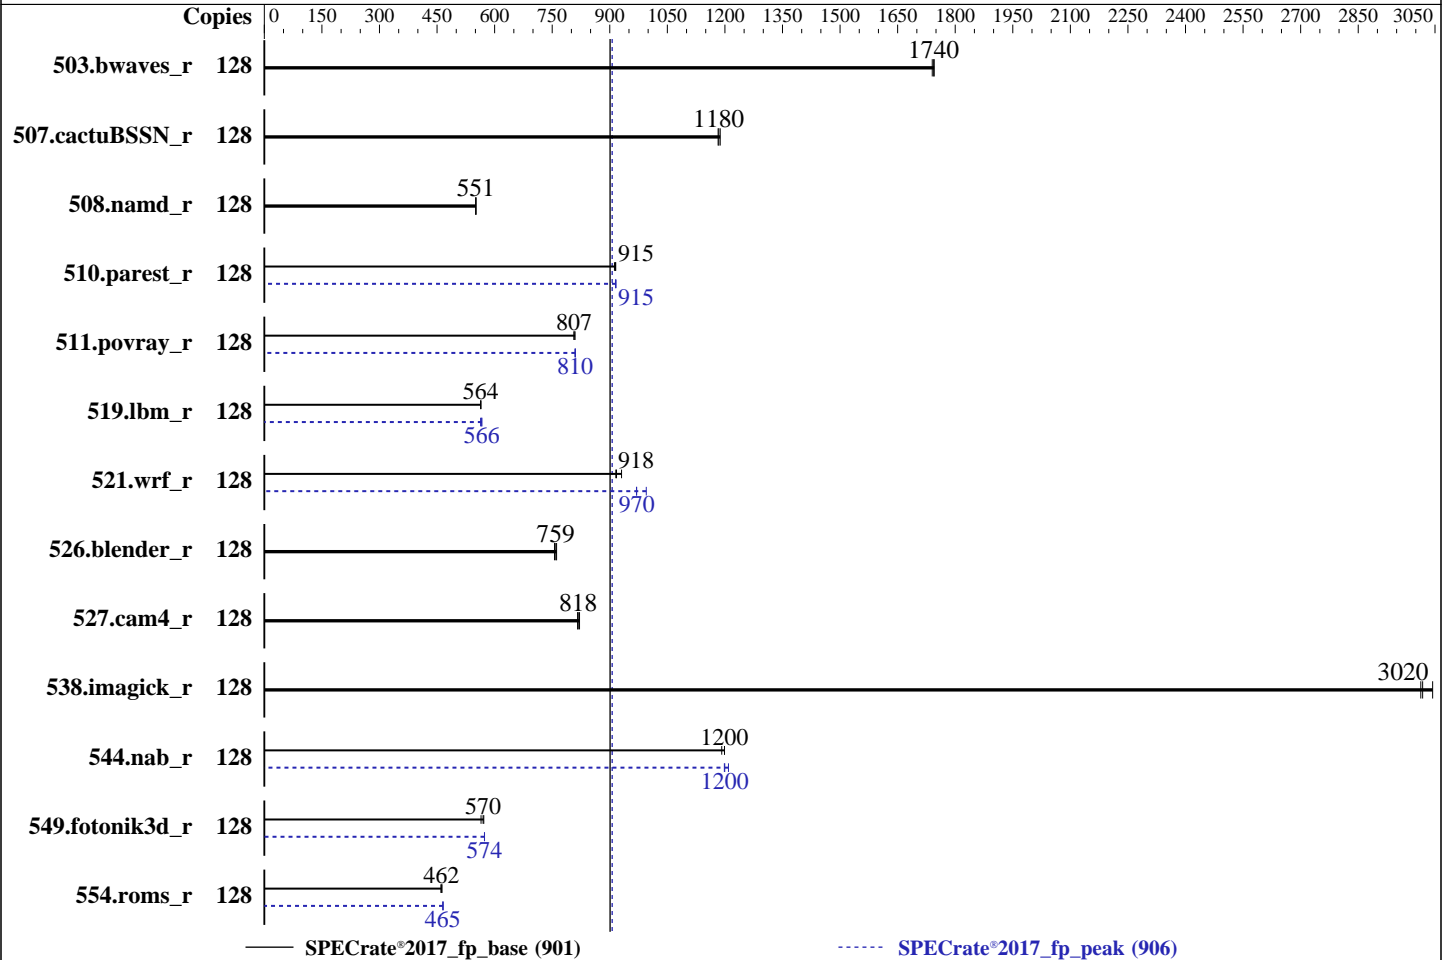 Copies 0 150 300 450 600 750 900 1050 1200 1350 1500 1650 1800 1950 2100 2250 2400 2550 2700 2850 3050
503.bwaves_r 128 1740
507.cactuBSSN_r 128 1180
508.namd_r 128 551
510.parest_r 128 915
915
511.povray_r 128 807
810
519.lbm_r 128 564
566
521.wrf_r 128 918
970
526.blender_r 128 759
527.cam4_r 128 818
538.imagick_r 128 3020
544.nab_r 128 1200
1200
549.fotonik3d_r 128 570
574
554.roms_r 128 462
465
SPECrate®2017_fp_base (901) SPECrate®2017_fp_peak (906)